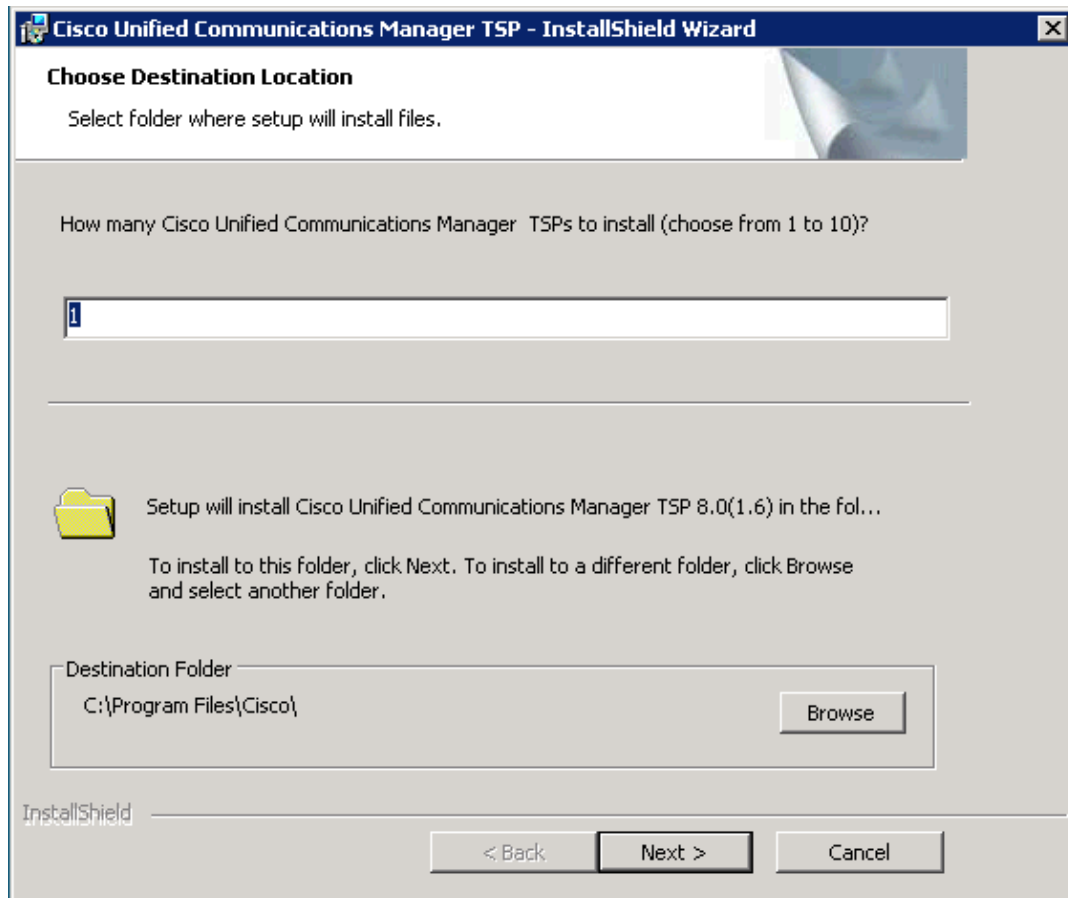 Cisco Unified Communications Manager TSP - InstallShield Wizard
Choose Destination Location
Select folder where setup will install files.
How many Cisco Unified Communications Manager  TSPs to install (choose from 1 to 10)?
1
Setup will install Cisco Unified Communications Manager TSP 8.0(1.6) in the fol...
To install to this folder, click Next. To install to a different folder, click Browse
and select another folder.
Destination Folder
C:\Program Files\Cisco\
Browse
InstallShield
< Back
Next >
Cancel